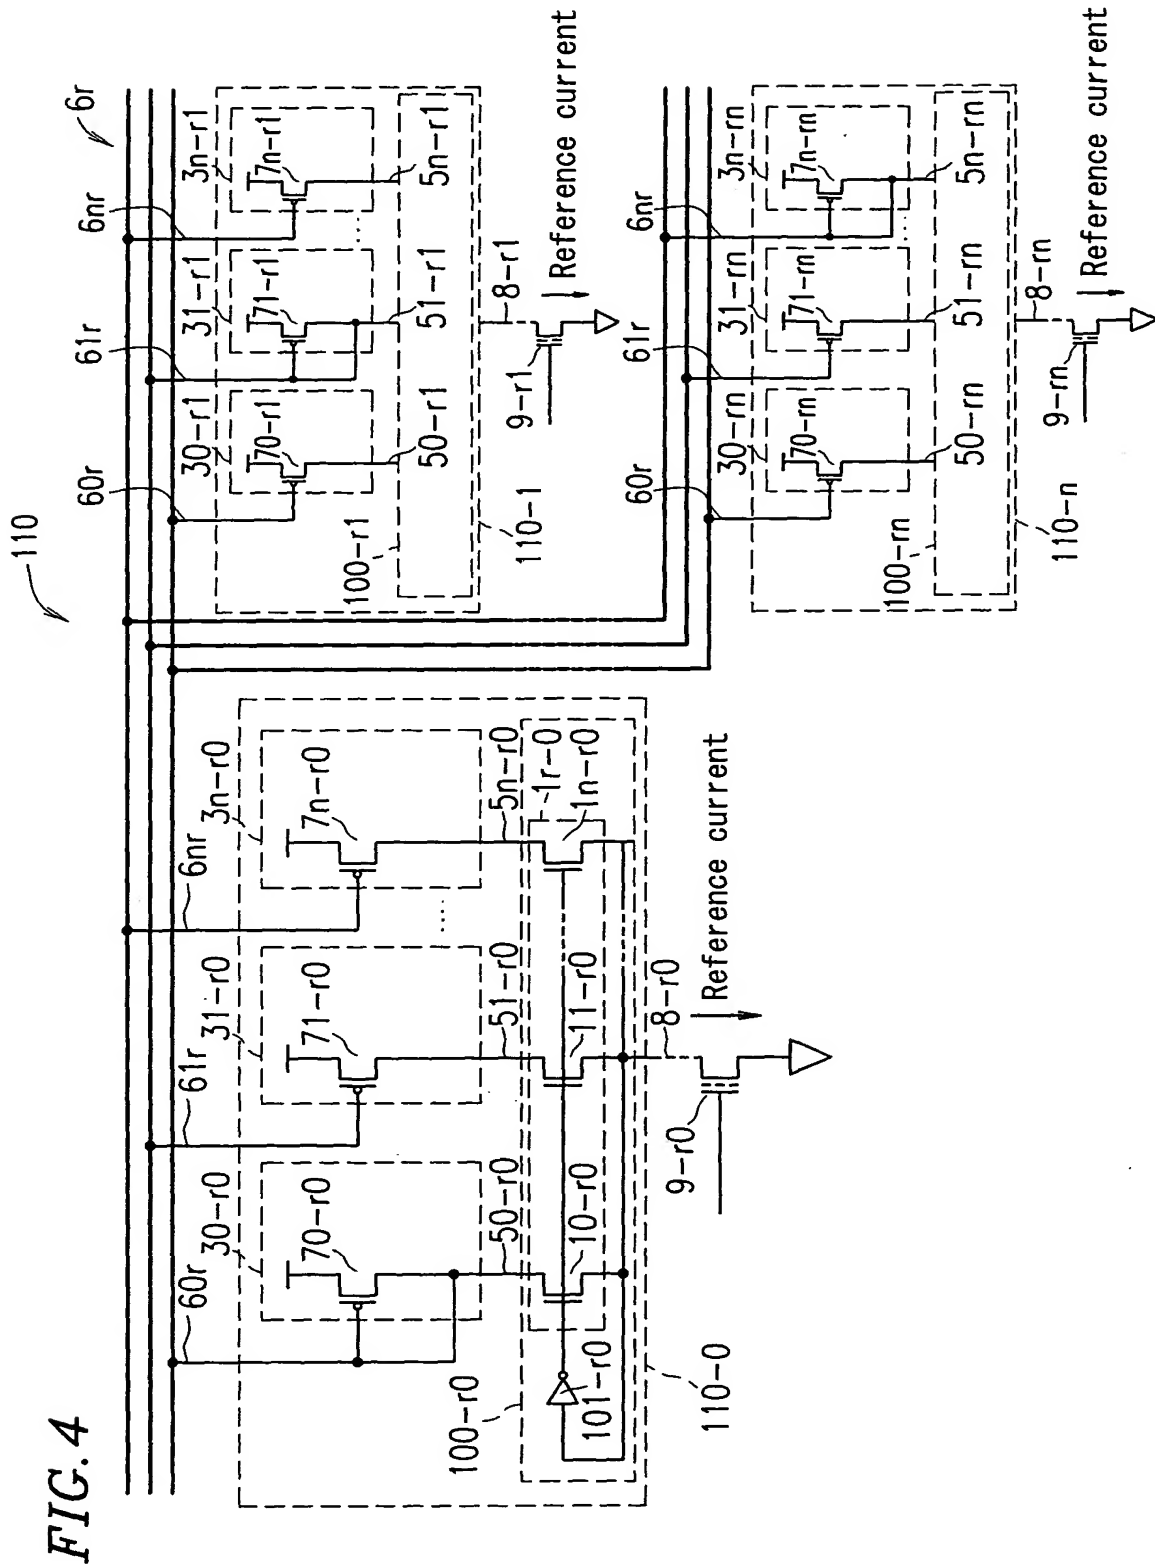 FIG. 4
110
6r
60r
61r
6nr
30-r0
31-r0
3n-r0
70-r0
71-r0
7n-r0
...
50-r0
51-r0
5n-r0
1r-0
10-r0
11-r0
1n-r0
100-r0
101-r0
110-0
8-r0
Reference current
9-r0
60r
61r
6nr
30-r1
31-r1
3n-r1
70-r1
71-r1
7n-r1
...
50-r1
51-r1
5n-r1
100-r1
110-1
8-r1
Reference current
9-r1
60r
61r
6nr
30-rn
31-rn
3n-rn
70-rn
71-rn
7n-rn
...
50-rn
51-rn
5n-rn
100-rn
110-n
8-rn
Reference current
9-rn